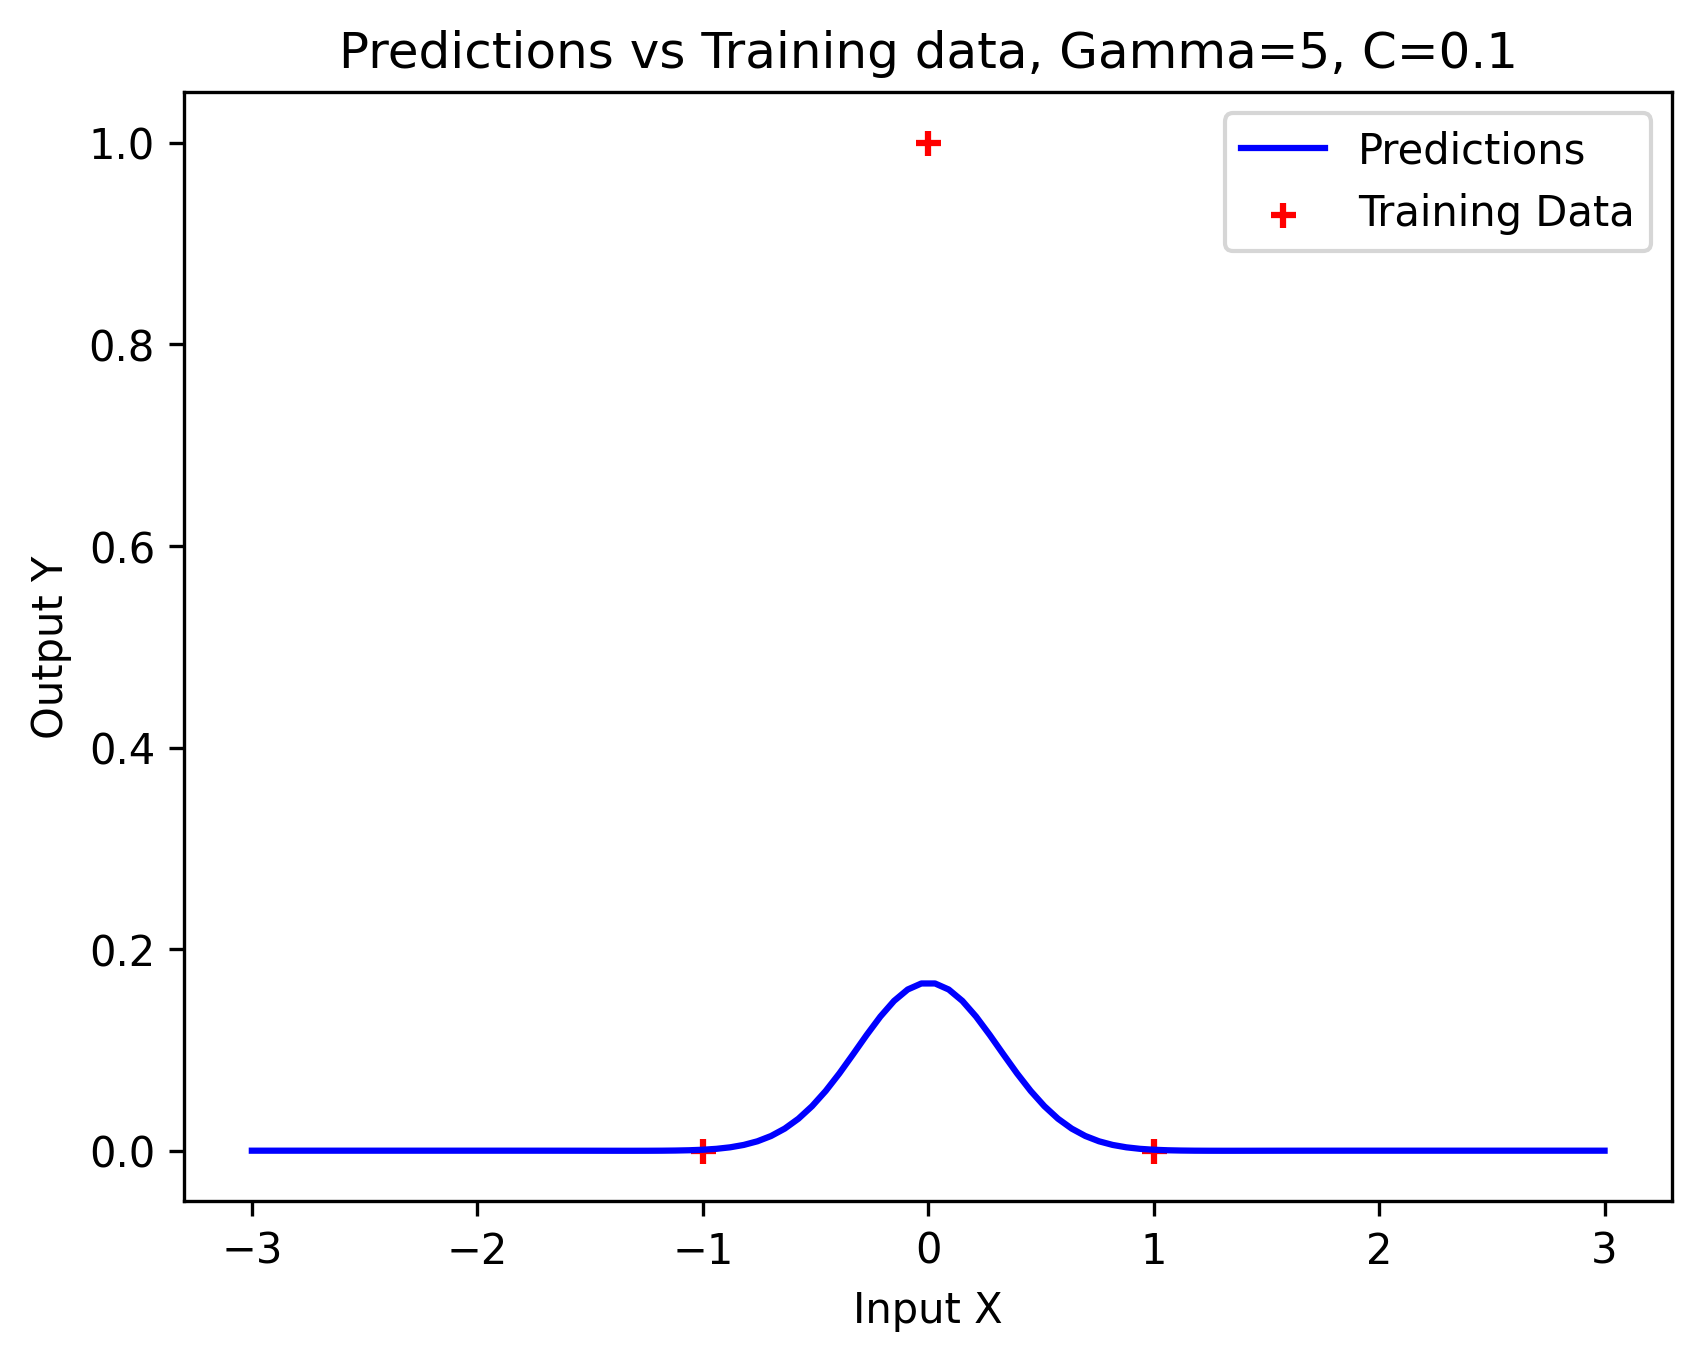 Predictions vs Training data, Gamma=5, C=0.1
Predictions
Training Data
1.0
0.8
0.6
0.4
0.2
0.0
Output Y
−3 −2 −1 0 1 2 3
Input X